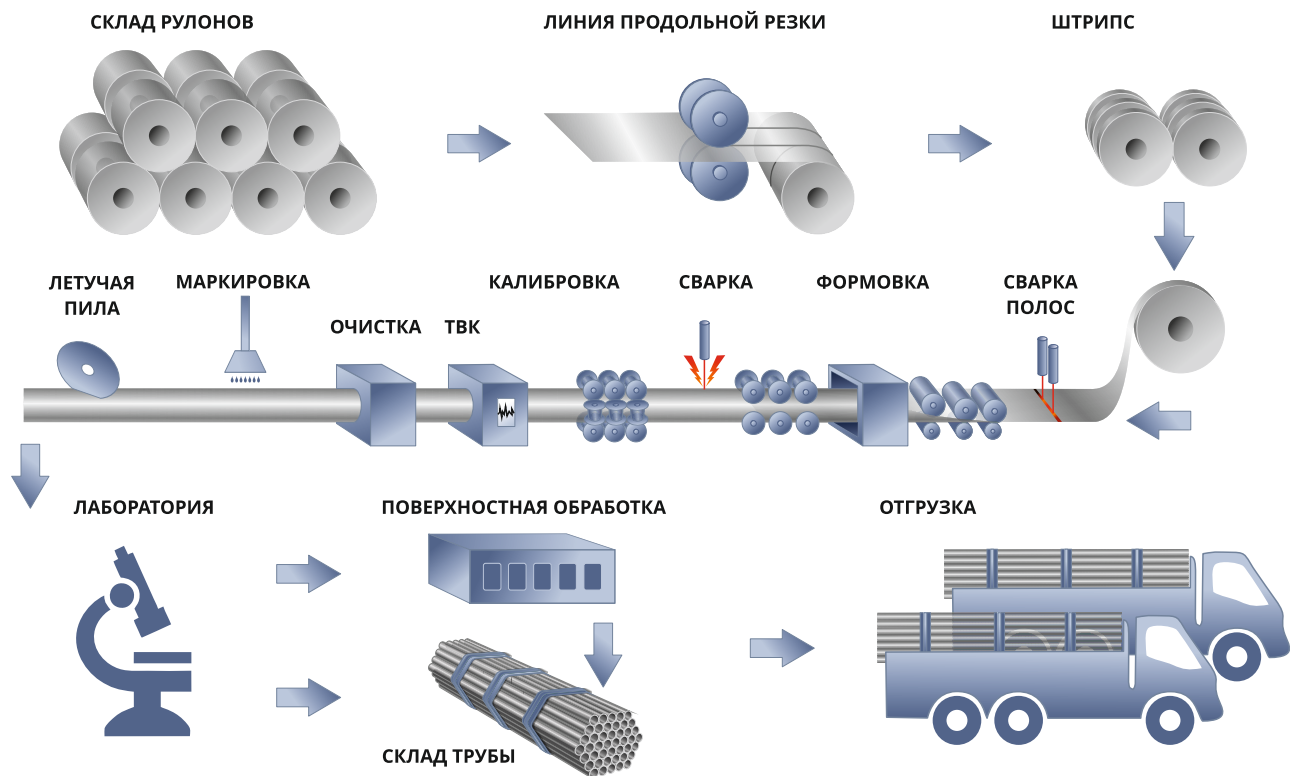 СКЛАД РУЛОНОВ
ЛИНИЯ ПРОДОЛЬНОЙ РЕЗКИ
ШТРИПС
ЛЕТУЧАЯ
ПИЛА
МАРКИРОВКА
ОЧИСТКА
ТВК
КАЛИБРОВКА
СВАРКА
ФОРМОВКА
СВАРКА
ПОЛОС
ЛАБОРАТОРИЯ
ПОВЕРХНОСТНАЯ ОБРАБОТКА
ОТГРУЗКА
СКЛАД ТРУБЫ